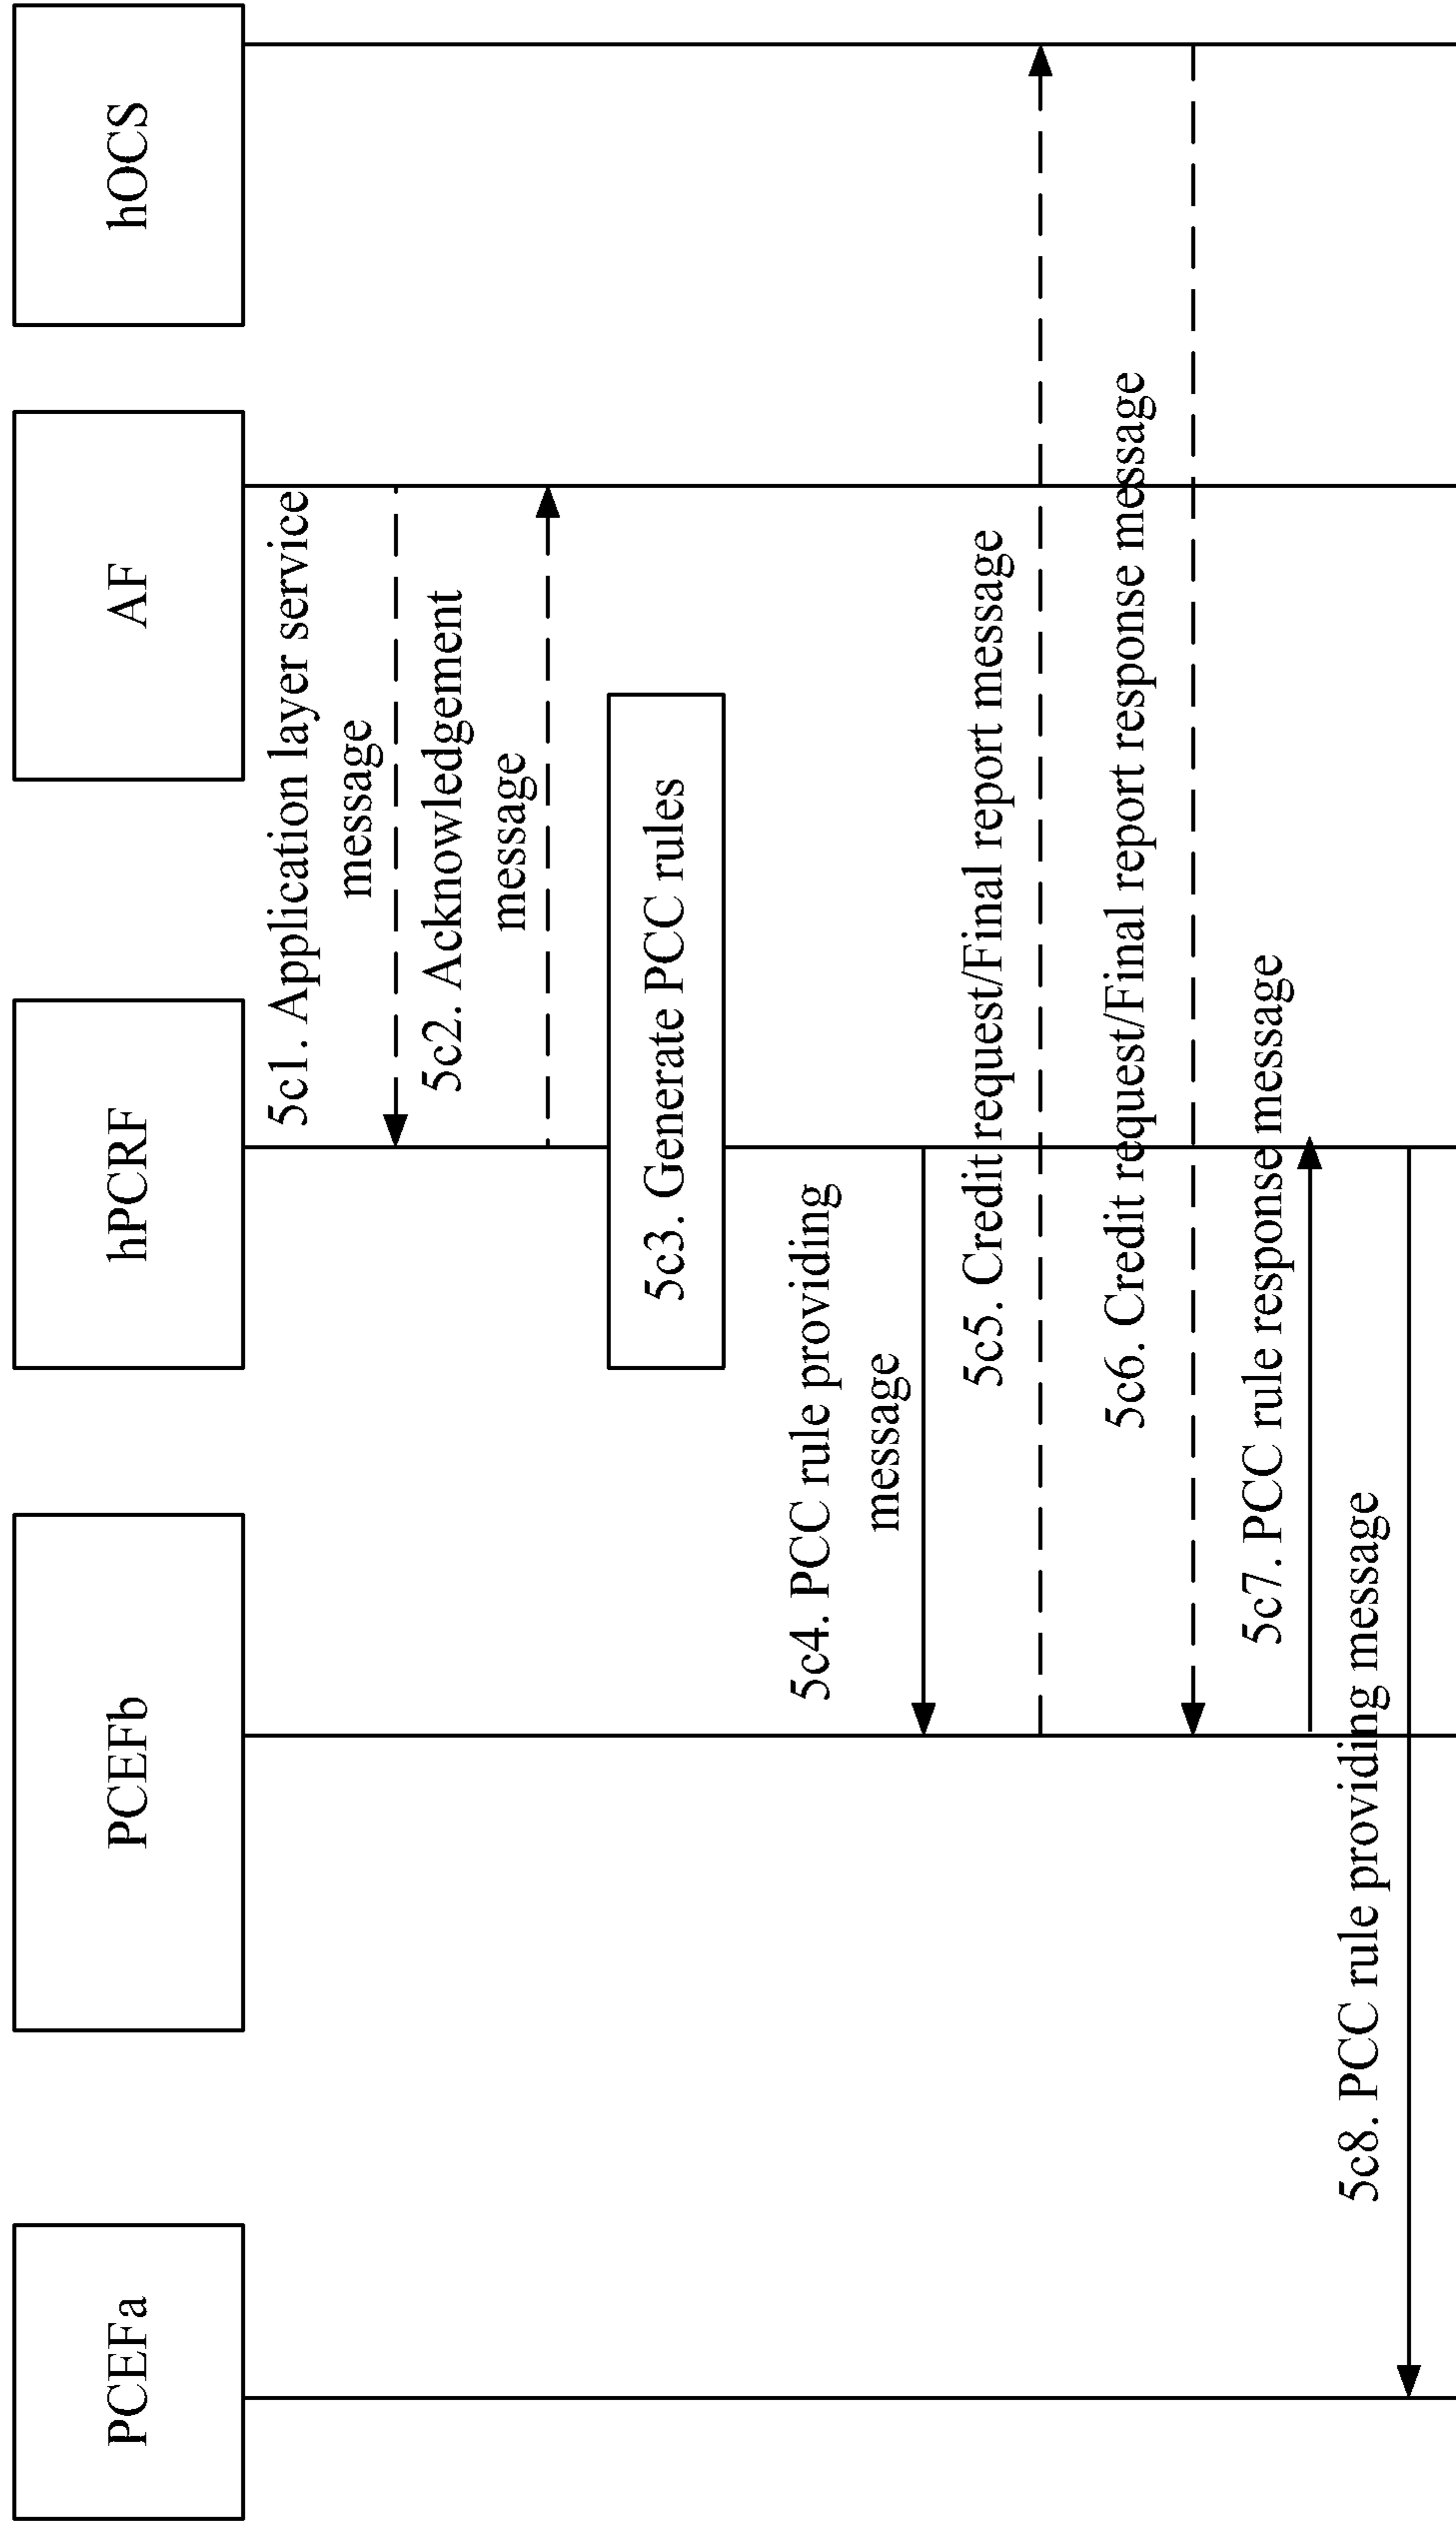 PCEFa
PCEFb
hPCRF
AF
hOCS
5c1. Application layer service
message
5c2. Acknowledgement
message
5c3. Generate PCC rules
5c4. PCC rule providing
message
5c5. Credit request/Final report message
5c6. Credit request/Final report response message
5c7. PCC rule response message
5c8. PCC rule providing message